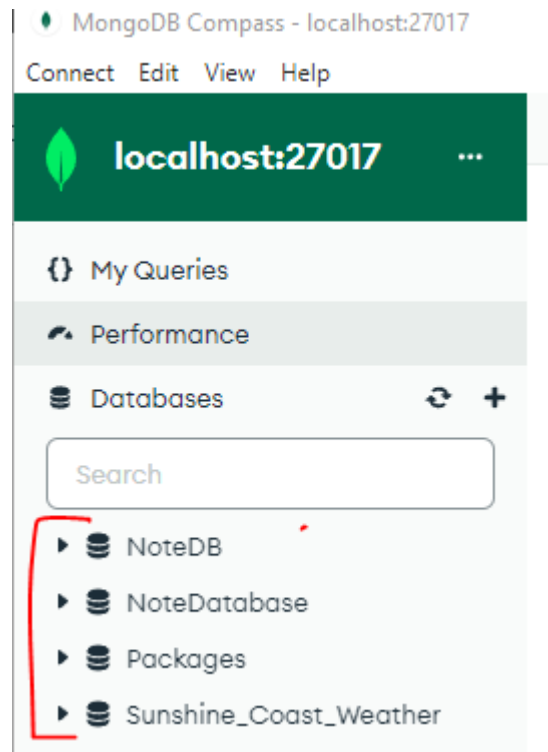 MongoDB Compass - localhost:27017
Connect Edit View Help
localhost:27017 ...
{} My Queries
Performance
Databases
Search
NoteDB
NoteDatabase
Packages
Sunshine_Coast_Weather